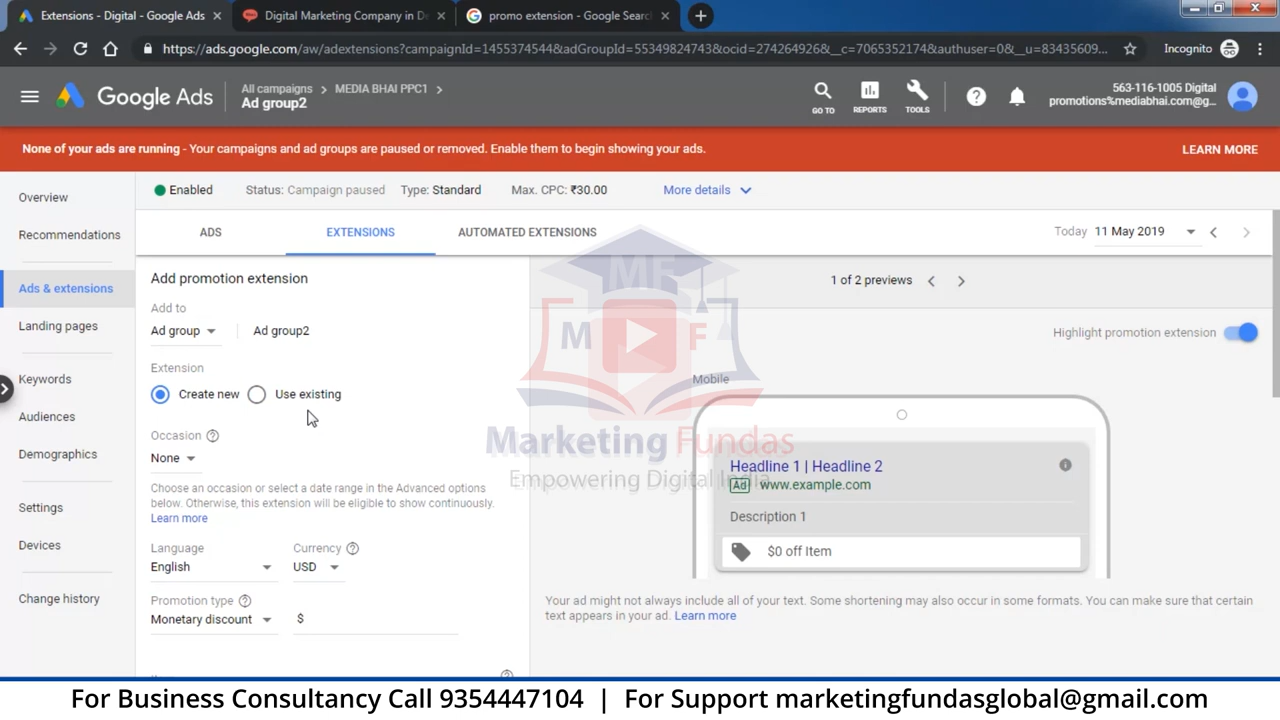 Extensions - Digital - Google Ads
Digital Marketing Company in De
promo extension - Google Searc
https://ads.google.com/aw/adextensions?campaignId=1455374544&adGroupId=55349824743&ocid=274264926&__c=7065352174&authuser=0&__u=83435609...
Incognito
Google Ads
All campaigns > MEDIA BHAI PPC1 >
Ad group2
GO TO
REPORTS
TOOLS
563-116-1005 Digital
promotions%mediabhai.com@g...
None of your ads are running - Your campaigns and ad groups are paused or removed. Enable them to begin showing your ads.
LEARN MORE
Overview
Recommendations
Ads & extensions
Landing pages
Keywords
Audiences
Demographics
Settings
Devices
Change history
Enabled
Status: Campaign paused
Type: Standard
Max. CPC: ₹30.00
More details
ADS
EXTENSIONS
AUTOMATED EXTENSIONS
Today 11 May 2019
Add promotion extension
Add to
Ad group
Ad group2
Extension
Create new
Use existing
Occasion
None
Choose an occasion or select a date range in the Advanced options
below. Otherwise, this extension will be eligible to show continuously.
Learn more
Language
Currency
English
USD
Promotion type
Monetary discount
$
1 of 2 previews
Highlight promotion extension
Mobile
Headline 1 | Headline 2
Ad www.example.com
Description 1
$0 off Item
Your ad might not always include all of your text. Some shortening may also occur in some formats. You can make sure that certain
text appears in your ad. Learn more
MF
M F
Marketing Fundas
Empowering Digital India
For Business Consultancy Call 9354447104 | For Support marketingfundasglobal@gmail.com